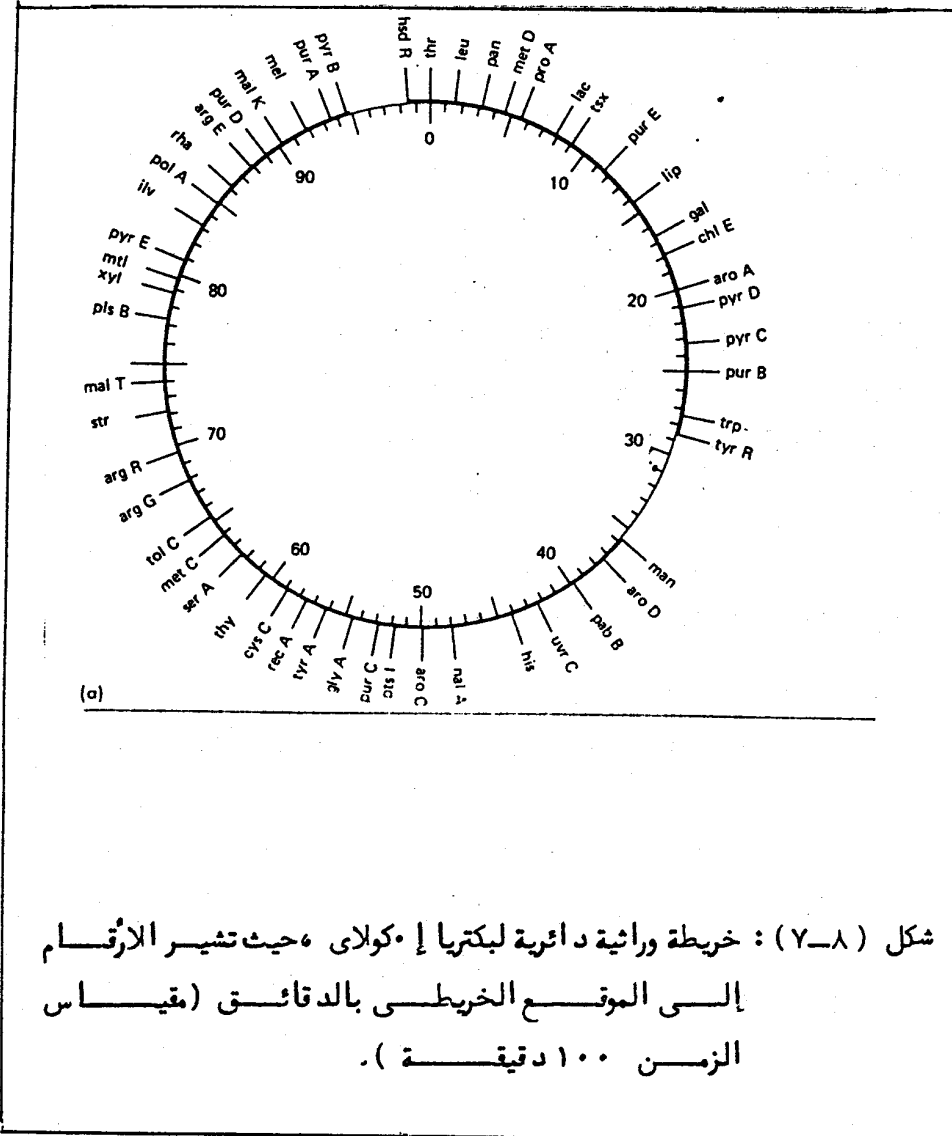 hsd R
thr
leu
pan
met D
pro A
lac
tsx
pur E
lip
gal
chl E
aro A
pyr D
pyr C
pur B
trp
tyr R
man
aro D
pab B
uvr C
his
nal A
aro C
pur C
gly A
tyr A
rec A
cys C
thy
ser A
met C
tol C
arg G
arg R
str
mal T
pls B
xyl
mtl
pyr E
ilv
pol A
rha
arg E
pur D
mal K
mel
pur A
pyr B
0
10
20
30
40
50
60
70
80
90
(a)
شكل (٨—٧): خريطة وراثية دائرية لبكتريا إ٠كولاى ،حيث تشير الارقام
إلى الموقع الخريطى بالدقائق (مقياس
الزمن ١٠٠ دقيقة ).